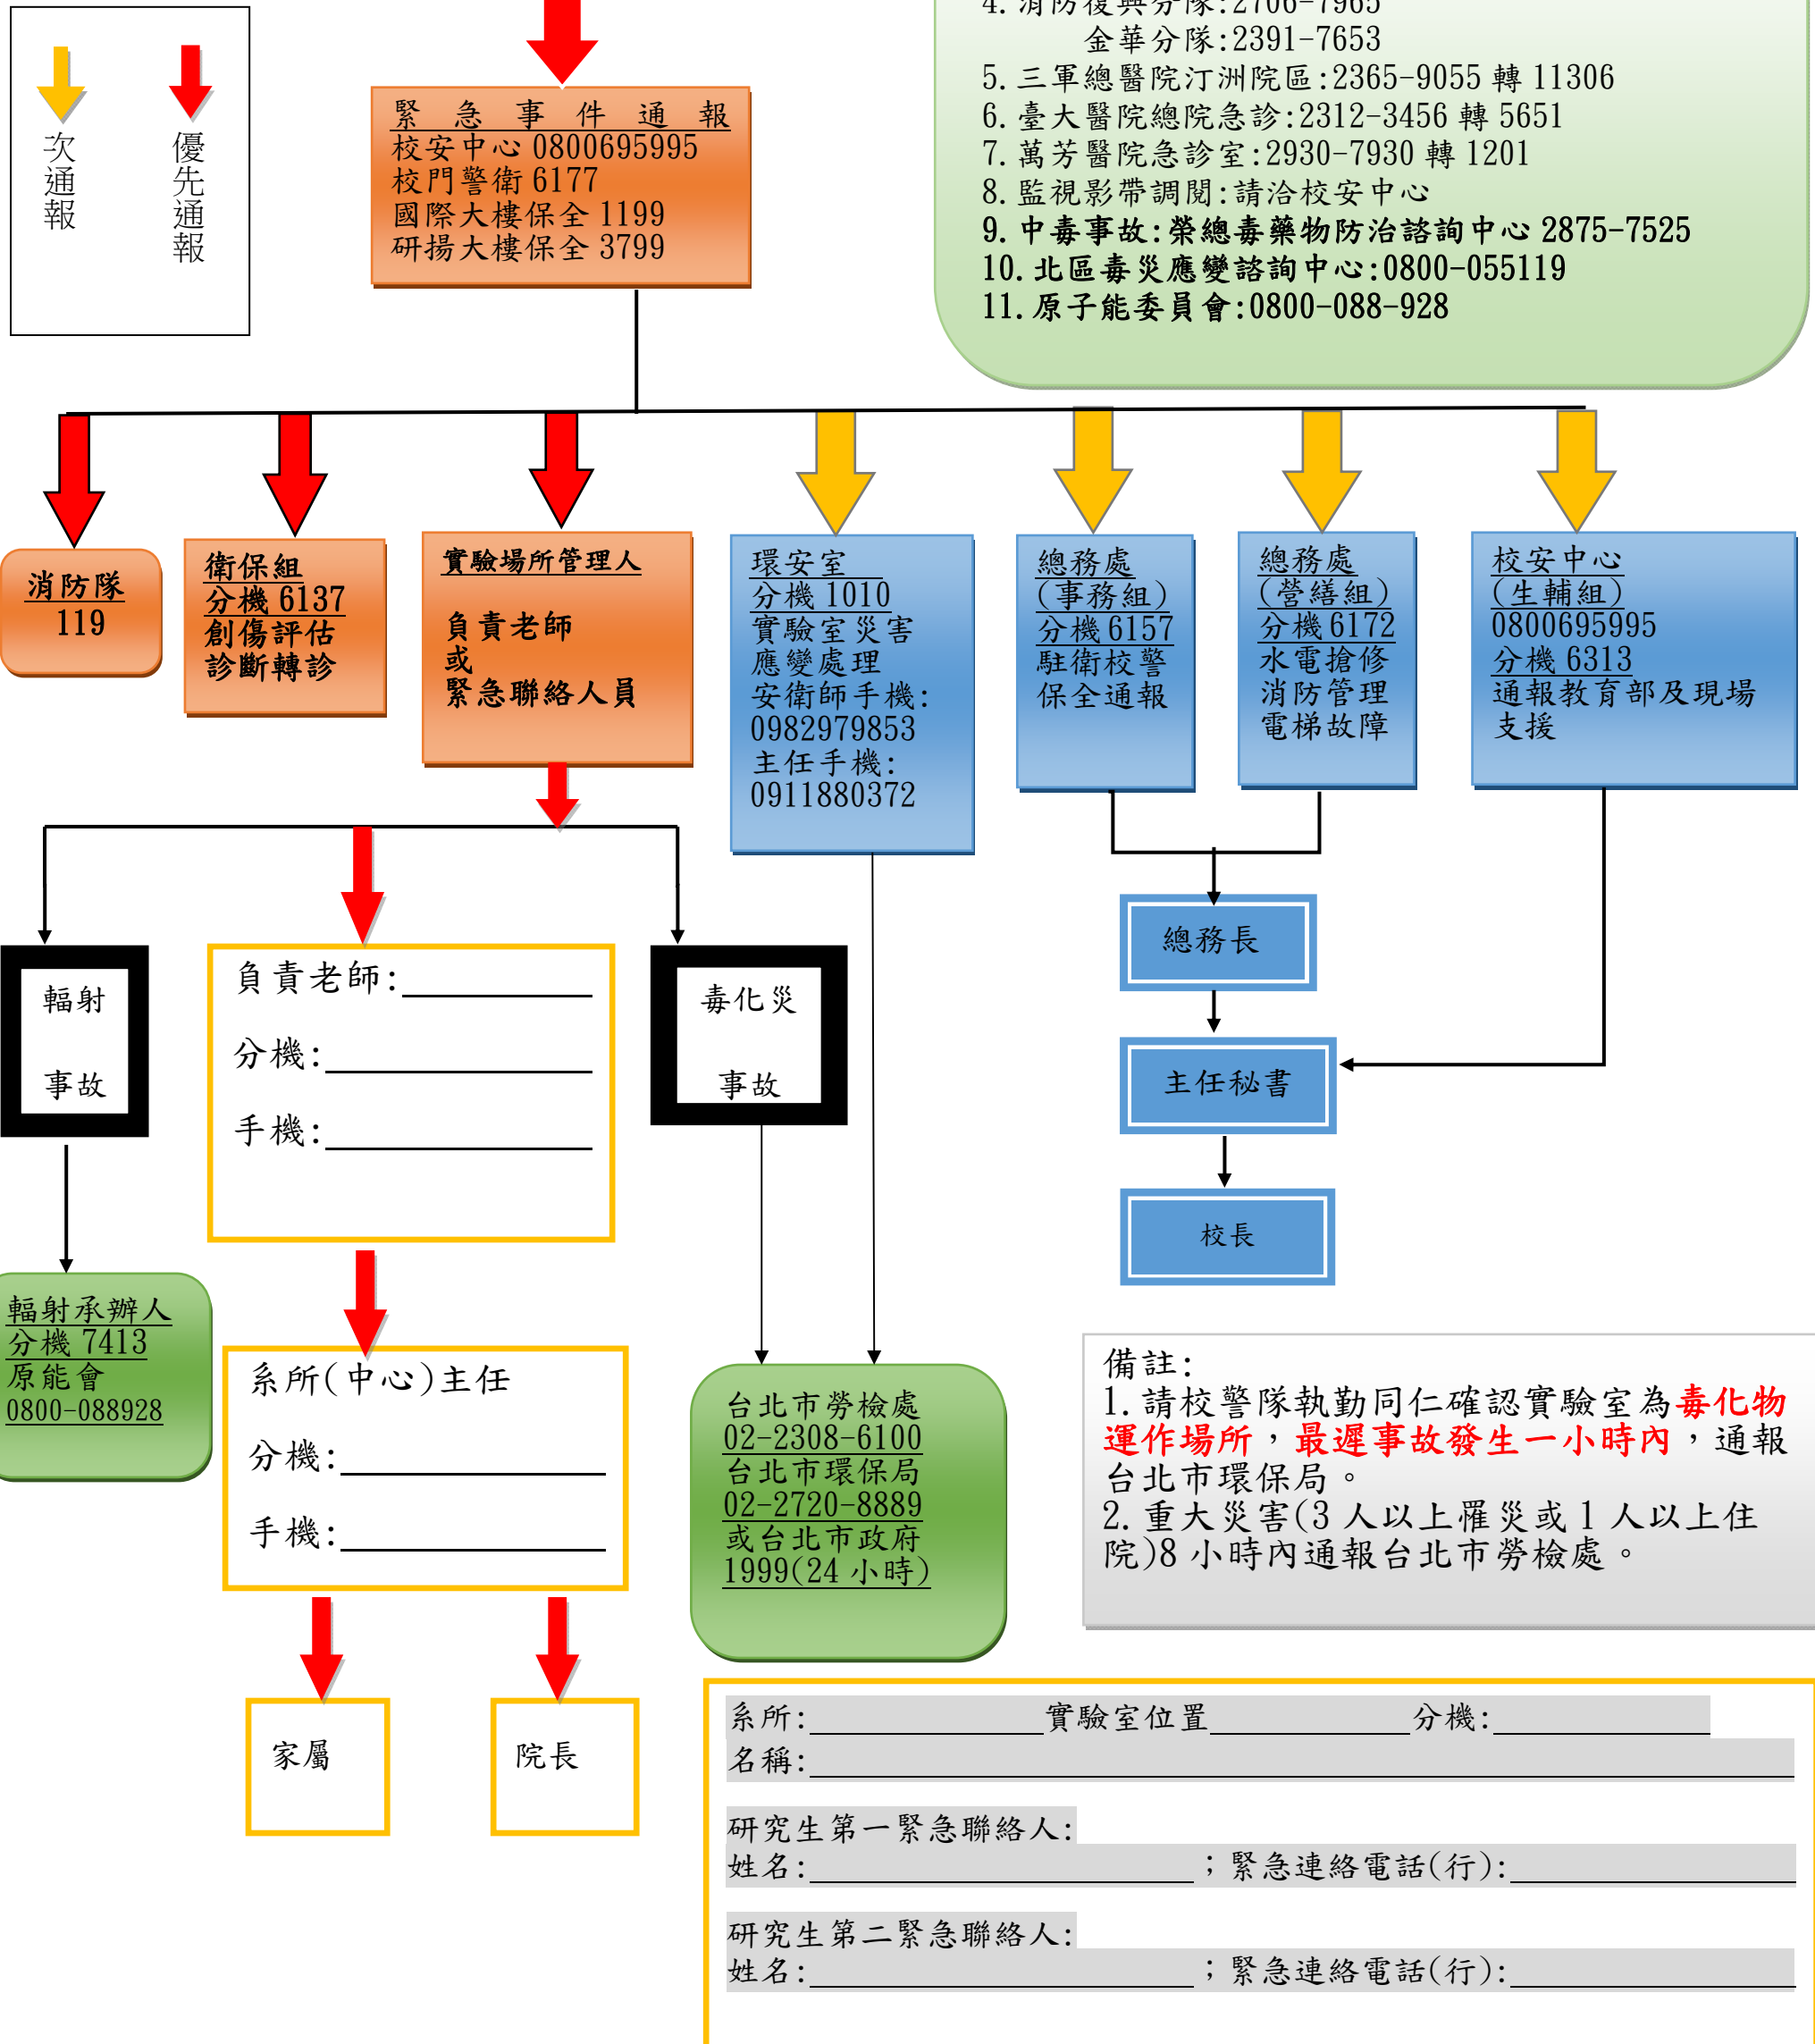 次通報
優先通報
緊急事件通報
校安中心 0800695995
校門警衛 6177
國際大樓保全 1199
研揚大樓保全 3799
4. 消防復興分隊:2706-7965
金華分隊:2391-7653
5. 三軍總醫院汀洲院區:2365-9055 轉 11306
6. 臺大醫院總院急診:2312-3456 轉 5651
7. 萬芳醫院急診室:2930-7930 轉 1201
8. 監視影帶調閱:請洽校安中心
9. 中毒事故:榮總毒藥物防治諮詢中心 2875-7525
10. 北區毒災應變諮詢中心:0800-055119
11. 原子能委員會:0800-088-928
消防隊
119
衛保組
分機 6137
創傷評估
診斷轉診
實驗場所管理人
負責老師
或
緊急聯絡人員
環安室
分機 1010
實驗室災害
應變處理
安衛師手機:
0982979853
主任手機:
0911880372
總務處
(事務組)
分機 6157
駐衛校警
保全通報
總務處
(營繕組)
分機 6172
水電搶修
消防管理
電梯故障
校安中心
(生輔組)
0800695995
分機 6313
通報教育部及現場
支援
輻射
事故
負責老師:
分機:
手機:
毒化災
事故
總務長
主任秘書
校長
輻射承辦人
分機 7413
原能會
0800-088928
系所(中心)主任
分機:
手機:
台北市勞檢處
02-2308-6100
台北市環保局
02-2720-8889
或台北市政府
1999(24 小時)
備註:
1. 請校警隊執勤同仁確認實驗室為毒化物
運作場所，最遲事故發生一小時內，通報
台北市環保局。
2. 重大災害(3 人以上罹災或 1 人以上住
院)8 小時內通報台北市勞檢處。
家屬
院長
系所:　實驗室位置　分機:
名稱:
研究生第一緊急聯絡人:
姓名:　；緊急連絡電話(行):
研究生第二緊急聯絡人:
姓名:　；緊急連絡電話(行):